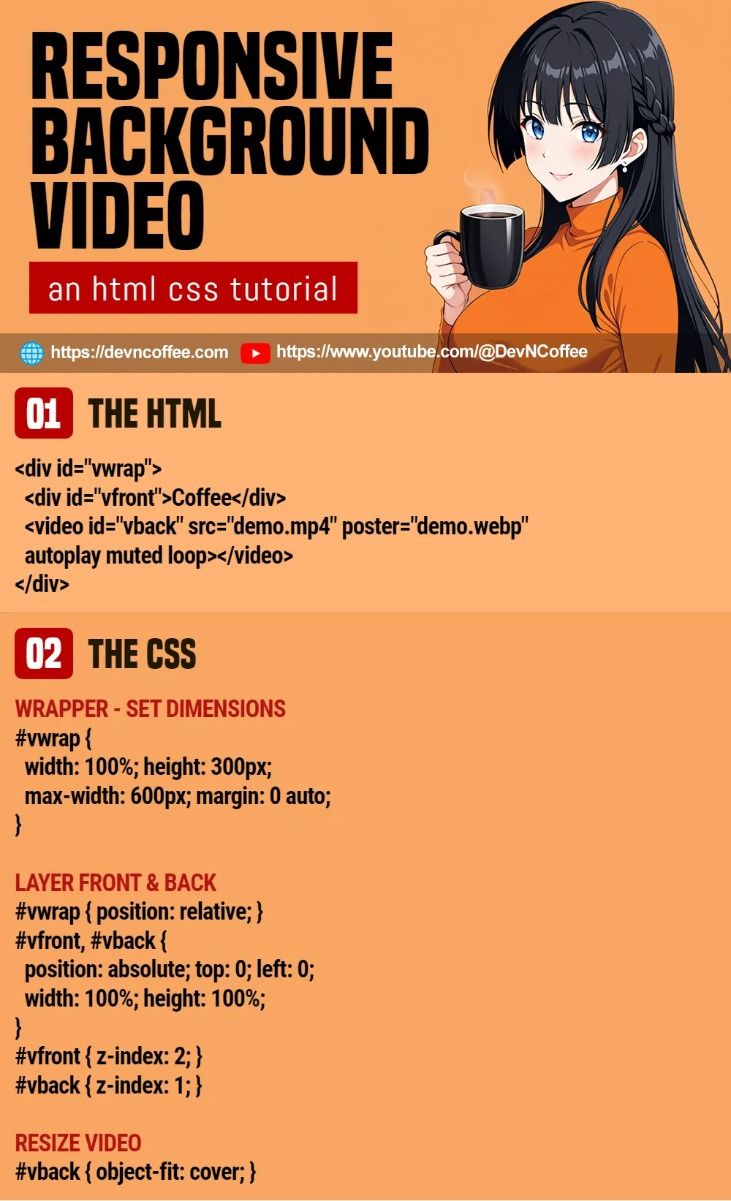 RESPONSIVE
BACKGROUND
VIDEO
an html css tutorial
https://devncoffee.com https://www.youtube.com/@DevNCoffee
01 THE HTML
<div id="vwrap">
  <div id="vfront">Coffee</div>
  <video id="vback" src="demo.mp4" poster="demo.webp"
  autoplay muted loop></video>
</div>
02 THE CSS
WRAPPER - SET DIMENSIONS
#vwrap {
  width: 100%; height: 300px;
  max-width: 600px; margin: 0 auto;
}
LAYER FRONT & BACK
#vwrap { position: relative; }
#vfront, #vback {
  position: absolute; top: 0; left: 0;
  width: 100%; height: 100%;
}
#vfront { z-index: 2; }
#vback { z-index: 1; }
RESIZE VIDEO
#vback { object-fit: cover; }